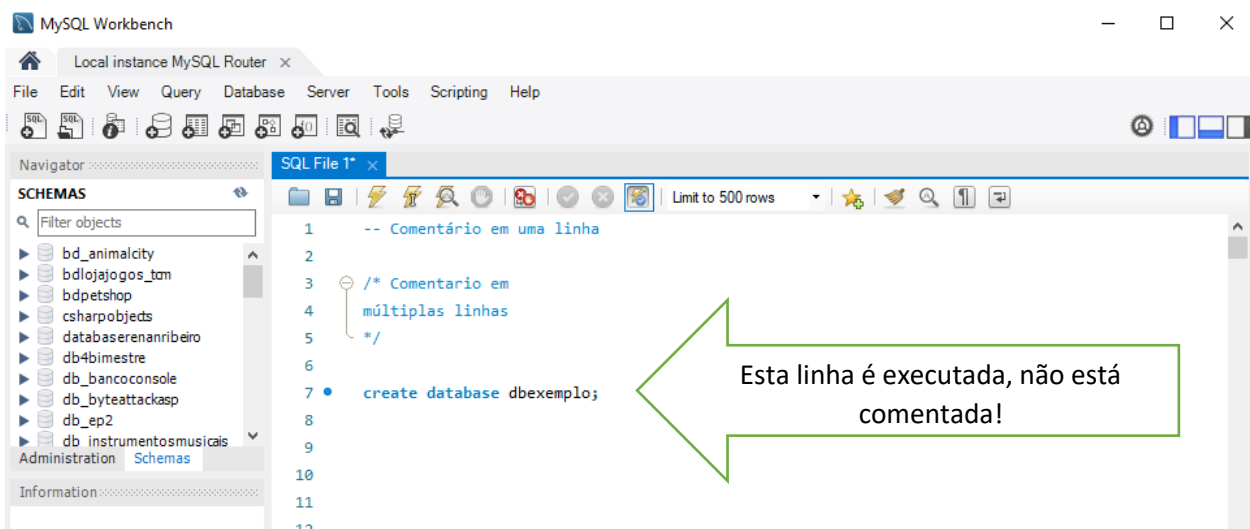 MySQL Workbench
Local instance MySQL Router
File Edit View Query Database Server Tools Scripting Help
Navigator
SQL File 1*
SCHEMAS
Limit to 500 rows
Filter objects
bd_animalcity
bdlojajogos_tcm
bdpetshop
csharpobjects
databaserenanribeiro
db4bimestre
db_bancoconsole
db_byteattackasp
db_ep2
db_instrumentosmusicais
Administration Schemas
Information
1 -- Comentário em uma linha
2
3 /* Comentario em
4 múltiplas linhas
5 */
6
7 create database dbexemplo;
8
9
10
11
12
Esta linha é executada, não está
comentada!